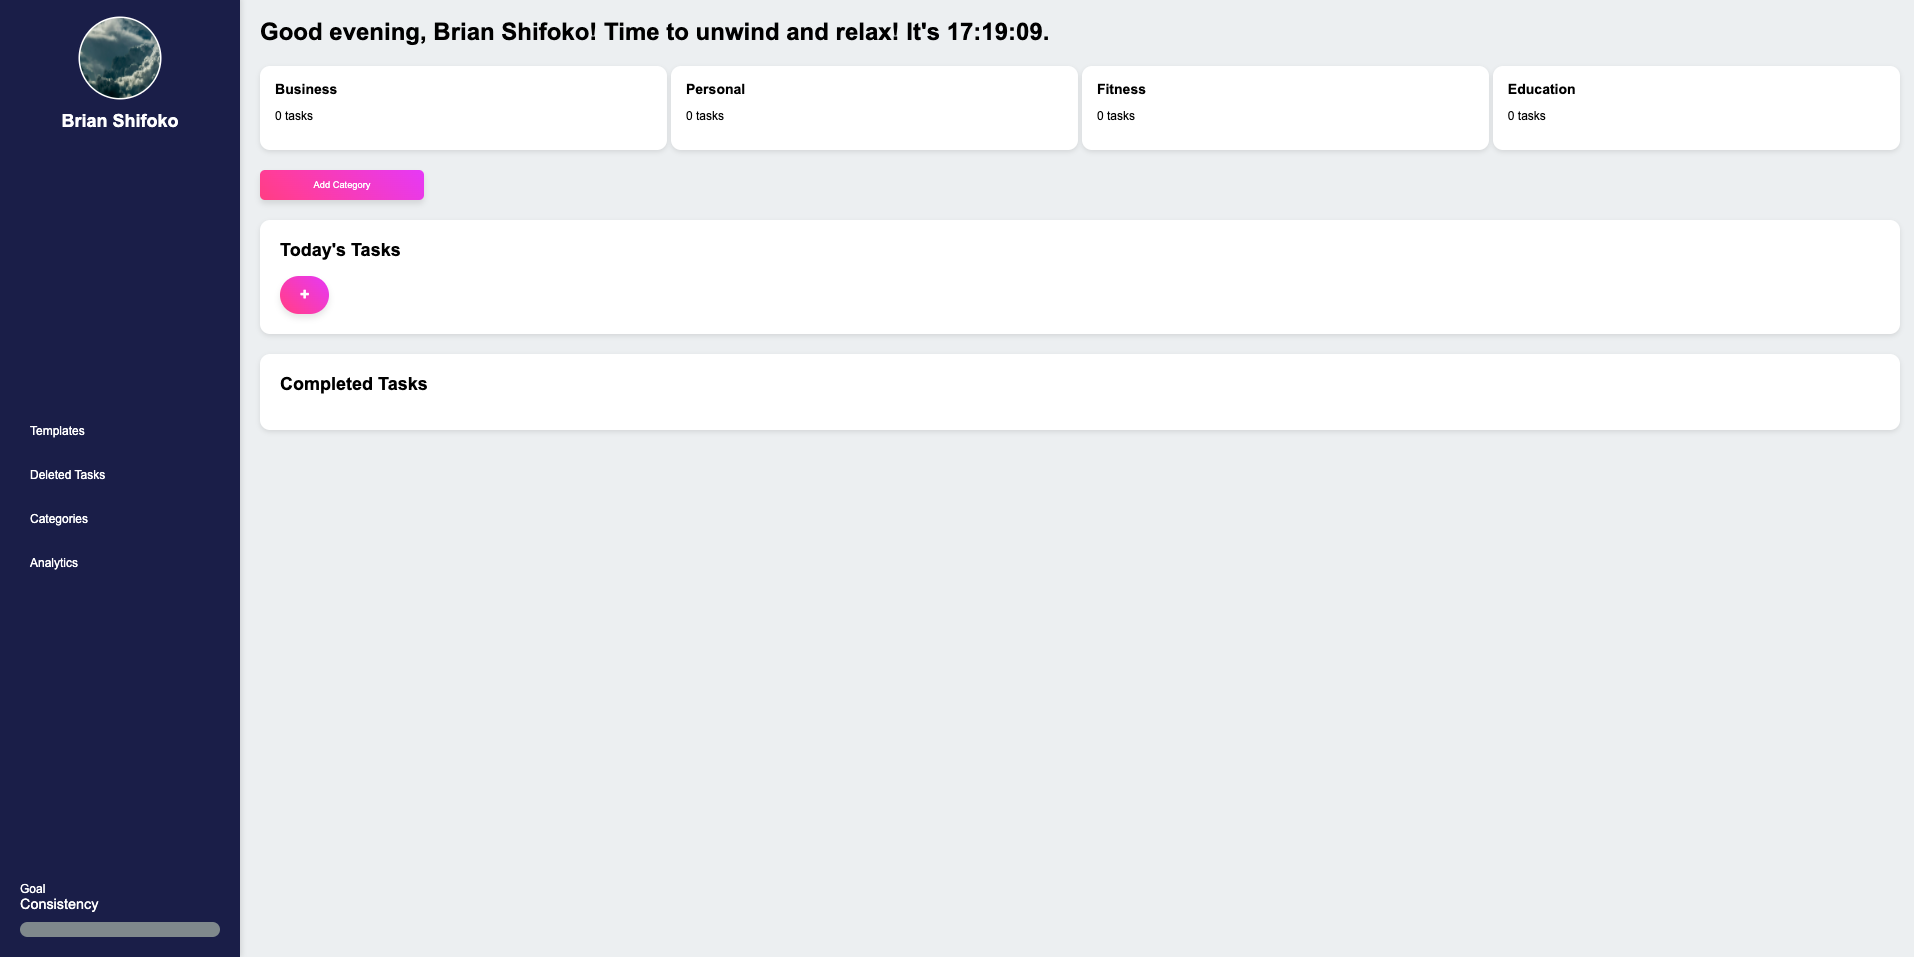 Brian Shifoko
Templates
Deleted Tasks
Categories
Analytics
Goal
Consistency
Good evening, Brian Shifoko! Time to unwind and relax! It's 17:19:09.
Business
0 tasks
Personal
0 tasks
Fitness
0 tasks
Education
0 tasks
Add Category
Today's Tasks
+
Completed Tasks